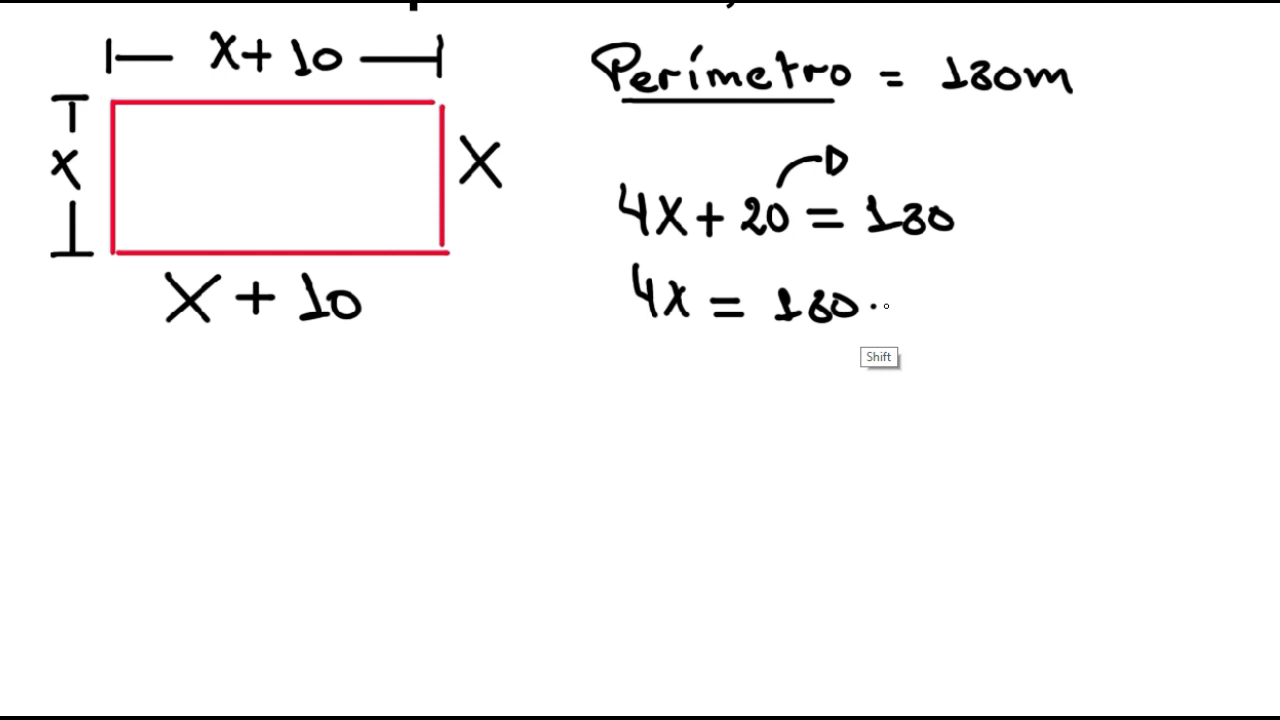 X + 10
X
X
X + 10
Perímetro = 180m
4X + 20 = 180
4X = 180 -
Shift